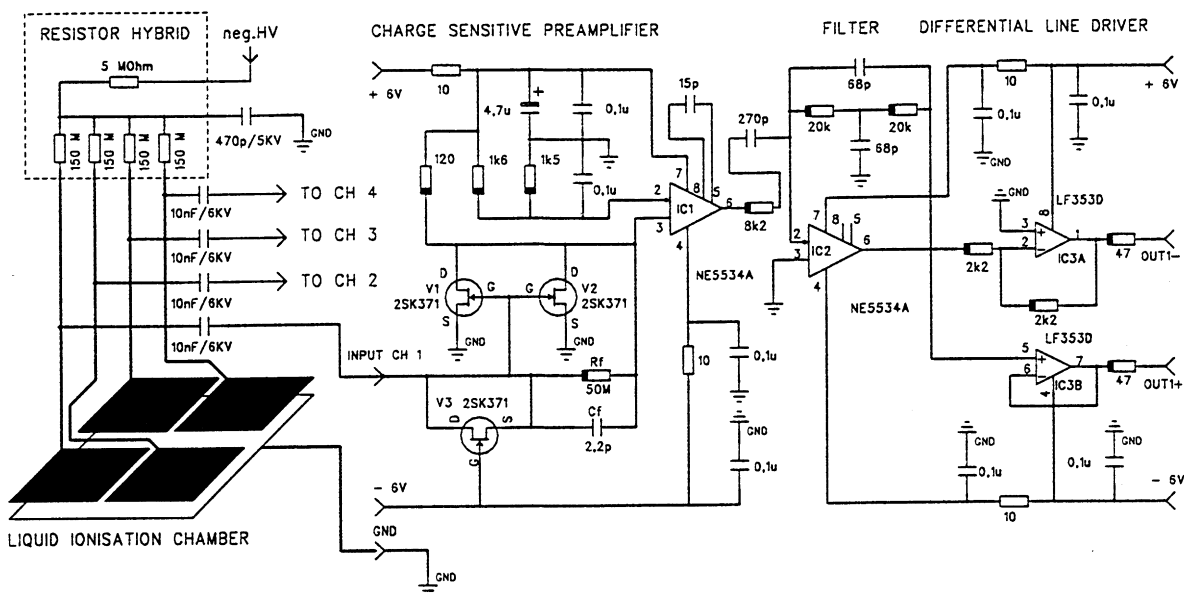 RESISTOR HYBRID
neg.HV
5 MOhm
150 M
150 M
150 M
150 M
470p/5KV
GND
10nF/6KV
TO CH 4
10nF/6KV
TO CH 3
10nF/6KV
TO CH 2
10nF/6KV
INPUT CH 1
LIQUID IONISATION CHAMBER
CHARGE SENSITIVE PREAMPLIFIER
+ 6V
10
4,7u
+
0,1u
120
1k6
1k5
0,1u
15p
7
8
5
2
3
6
4
IC1
8k2
270p
NE5534A
D
V1
2SK371
G
S
GND
D
G
V2
2SK371
S
GND
Rf
50M
Cf
2,2p
V3 2SK371
D
S
G
10
0,1u
GND
GND
0,1u
- 6V
GND
GND
FILTER
68p
20k
20k
68p
7
8
5
2
3
6
4
IC2
NE5534A
DIFFERENTIAL LINE DRIVER
10
+ 6V
0,1u
GND
0,1u
GND
LF353D
3
+
8
2
-
1
IC3A
47
OUT1-
2k2
2k2
LF353D
5
+
6
-
7
4
IC3B
47
OUT1+
GND
0,1u
0,1u
GND
10
- 6V